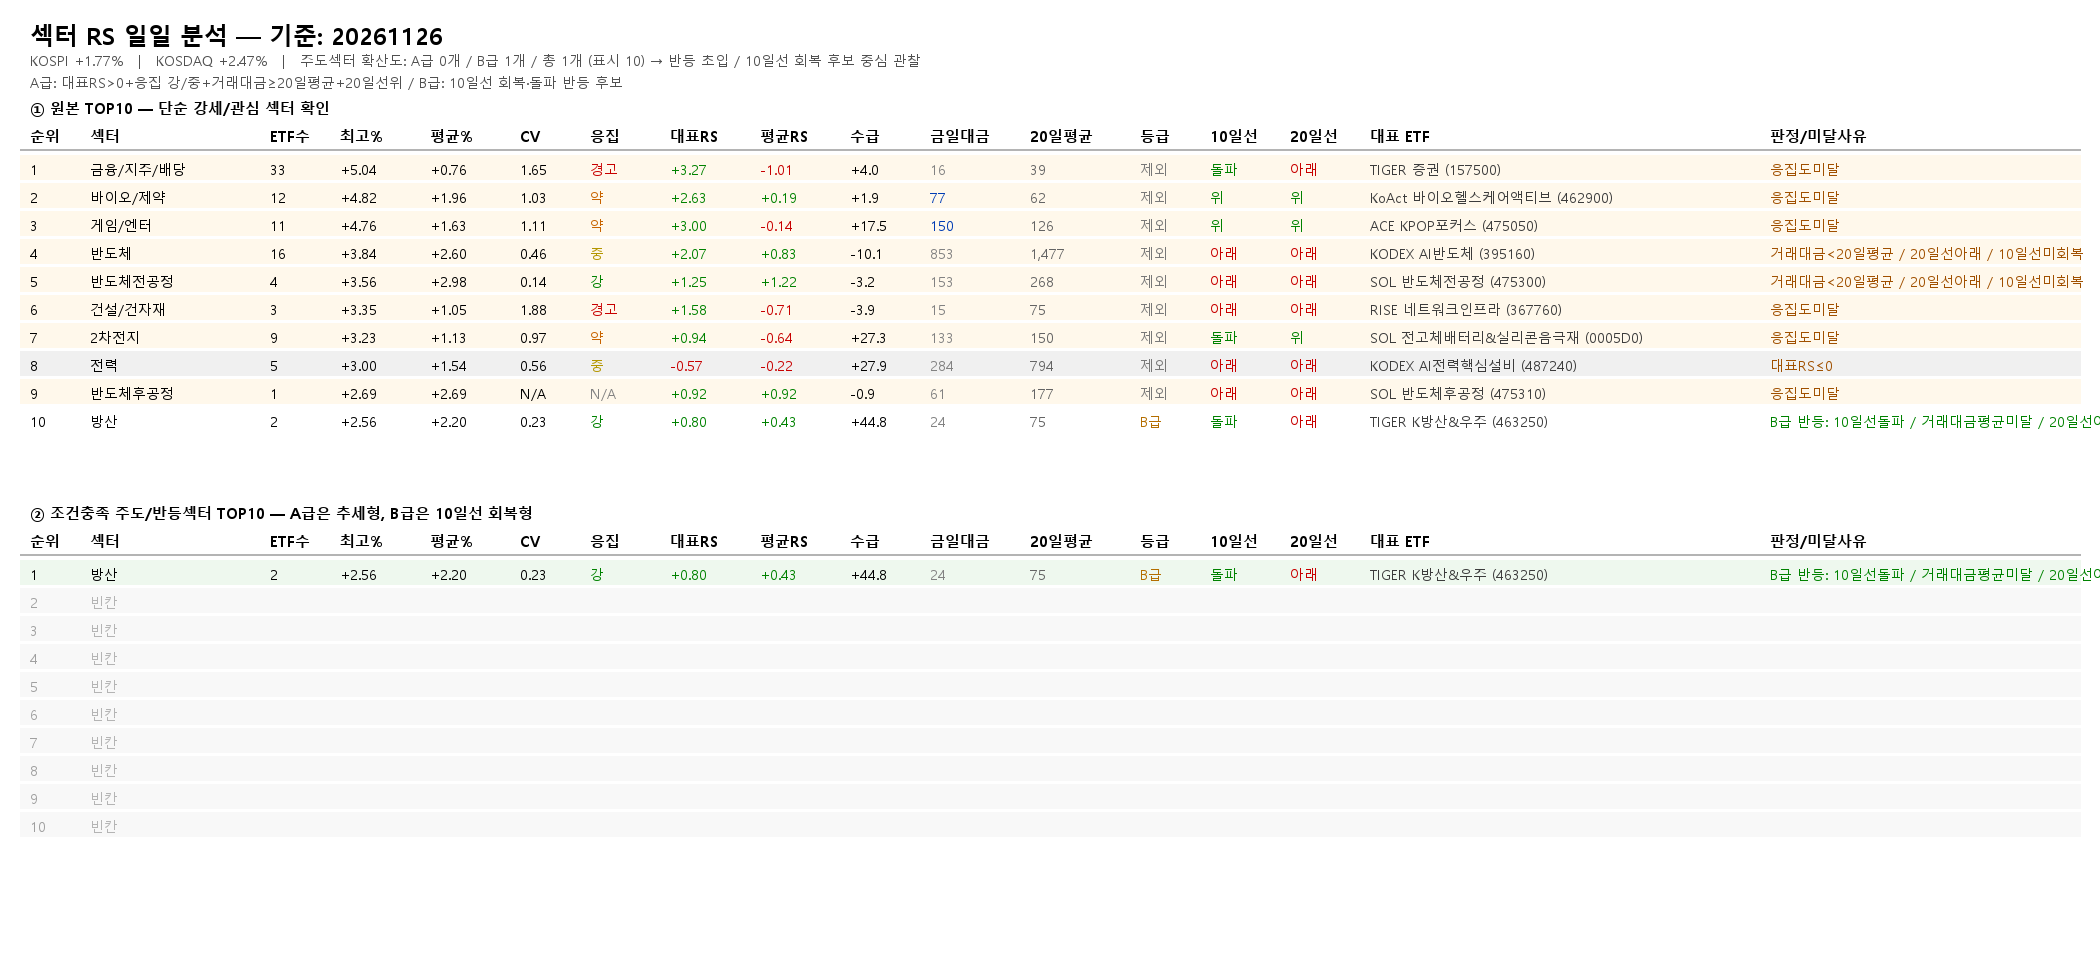 섹터 RS 일일 분석 — 기준: 20261126
KOSPI +1.77% | KOSDAQ +2.47% | 주도섹터 확산도: A급 0개 / B급 1개 / 총 1개 (표시 10) → 반등 초입 / 10일선 회복 후보 중심 관찰
A급: 대표RS>0+응집 강/중+거래대금≥20일평균+20일선위 / B급: 10일선 회복·돌파 반등 후보
① 원본 TOP10 — 단순 강세/관심 섹터 확인
순위 섹터 ETF수 최고% 평균% CV 응집 대표RS 평균RS 수급 금일대금 20일평균 등급 10일선 20일선 대표 ETF 판정/미달사유
1 금융/지주/배당 33 +5.04 +0.76 1.65 경고 +3.27 -1.01 +4.0 16 39 제외 돌파 아래 TIGER 증권 (157500) 응집도미달
2 바이오/제약 12 +4.82 +1.96 1.03 약 +2.63 +0.19 +1.9 77 62 제외 위 위 KoAct 바이오헬스케어액티브 (462900) 응집도미달
3 게임/엔터 11 +4.76 +1.63 1.11 약 +3.00 -0.14 +17.5 150 126 제외 위 위 ACE KPOP포커스 (475050) 응집도미달
4 반도체 16 +3.84 +2.60 0.46 중 +2.07 +0.83 -10.1 853 1,477 제외 아래 아래 KODEX AI반도체 (395160) 거래대금<20일평균 / 20일선아래 / 10일선미회복
5 반도체전공정 4 +3.56 +2.98 0.14 강 +1.25 +1.22 -3.2 153 268 제외 아래 아래 SOL 반도체전공정 (475300) 거래대금<20일평균 / 20일선아래 / 10일선미회복
6 건설/건자재 3 +3.35 +1.05 1.88 경고 +1.58 -0.71 -3.9 15 75 제외 아래 아래 RISE 네트워크인프라 (367760) 응집도미달
7 2차전지 9 +3.23 +1.13 0.97 약 +0.94 -0.64 +27.3 133 150 제외 돌파 위 SOL 전고체배터리&실리콘음극재 (0005D0) 응집도미달
8 전력 5 +3.00 +1.54 0.56 중 -0.57 -0.22 +27.9 284 794 제외 아래 아래 KODEX AI전력핵심설비 (487240) 대표RS≤0
9 반도체후공정 1 +2.69 +2.69 N/A N/A +0.92 +0.92 -0.9 61 177 제외 아래 아래 SOL 반도체후공정 (475310) 응집도미달
10 방산 2 +2.56 +2.20 0.23 강 +0.80 +0.43 +44.8 24 75 B급 돌파 아래 TIGER K방산&우주 (463250) B급 반등: 10일선돌파 / 거래대금평균미달 / 20일선
② 조건충족 주도/반등섹터 TOP10 — A급은 추세형, B급은 10일선 회복형
순위 섹터 ETF수 최고% 평균% CV 응집 대표RS 평균RS 수급 금일대금 20일평균 등급 10일선 20일선 대표 ETF 판정/미달사유
1 방산 2 +2.56 +2.20 0.23 강 +0.80 +0.43 +44.8 24 75 B급 돌파 아래 TIGER K방산&우주 (463250) B급 반등: 10일선돌파 / 거래대금평균미달 / 20일선
2 빈칸
3 빈칸
4 빈칸
5 빈칸
6 빈칸
7 빈칸
8 빈칸
9 빈칸
10 빈칸